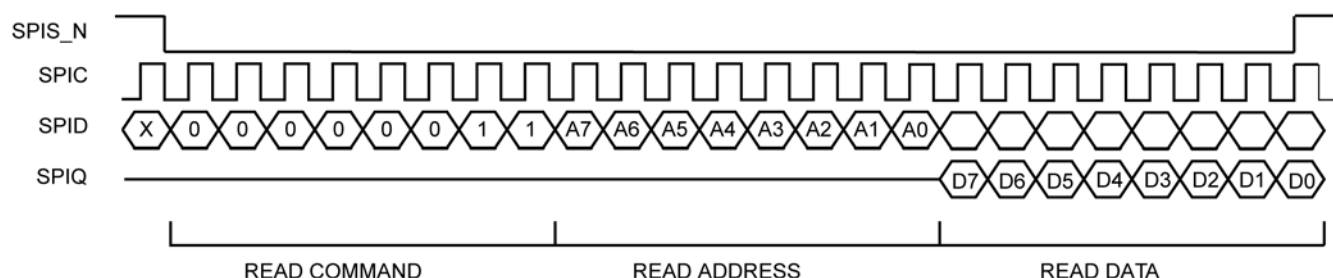 SPIS_N
SPIC
SPID X 0 0 0 0 0 0 1 1 A7 A6 A5 A4 A3 A2 A1 A0
SPIQ D7 D6 D5 D4 D3 D2 D1 D0
READ COMMAND READ ADDRESS READ DATA